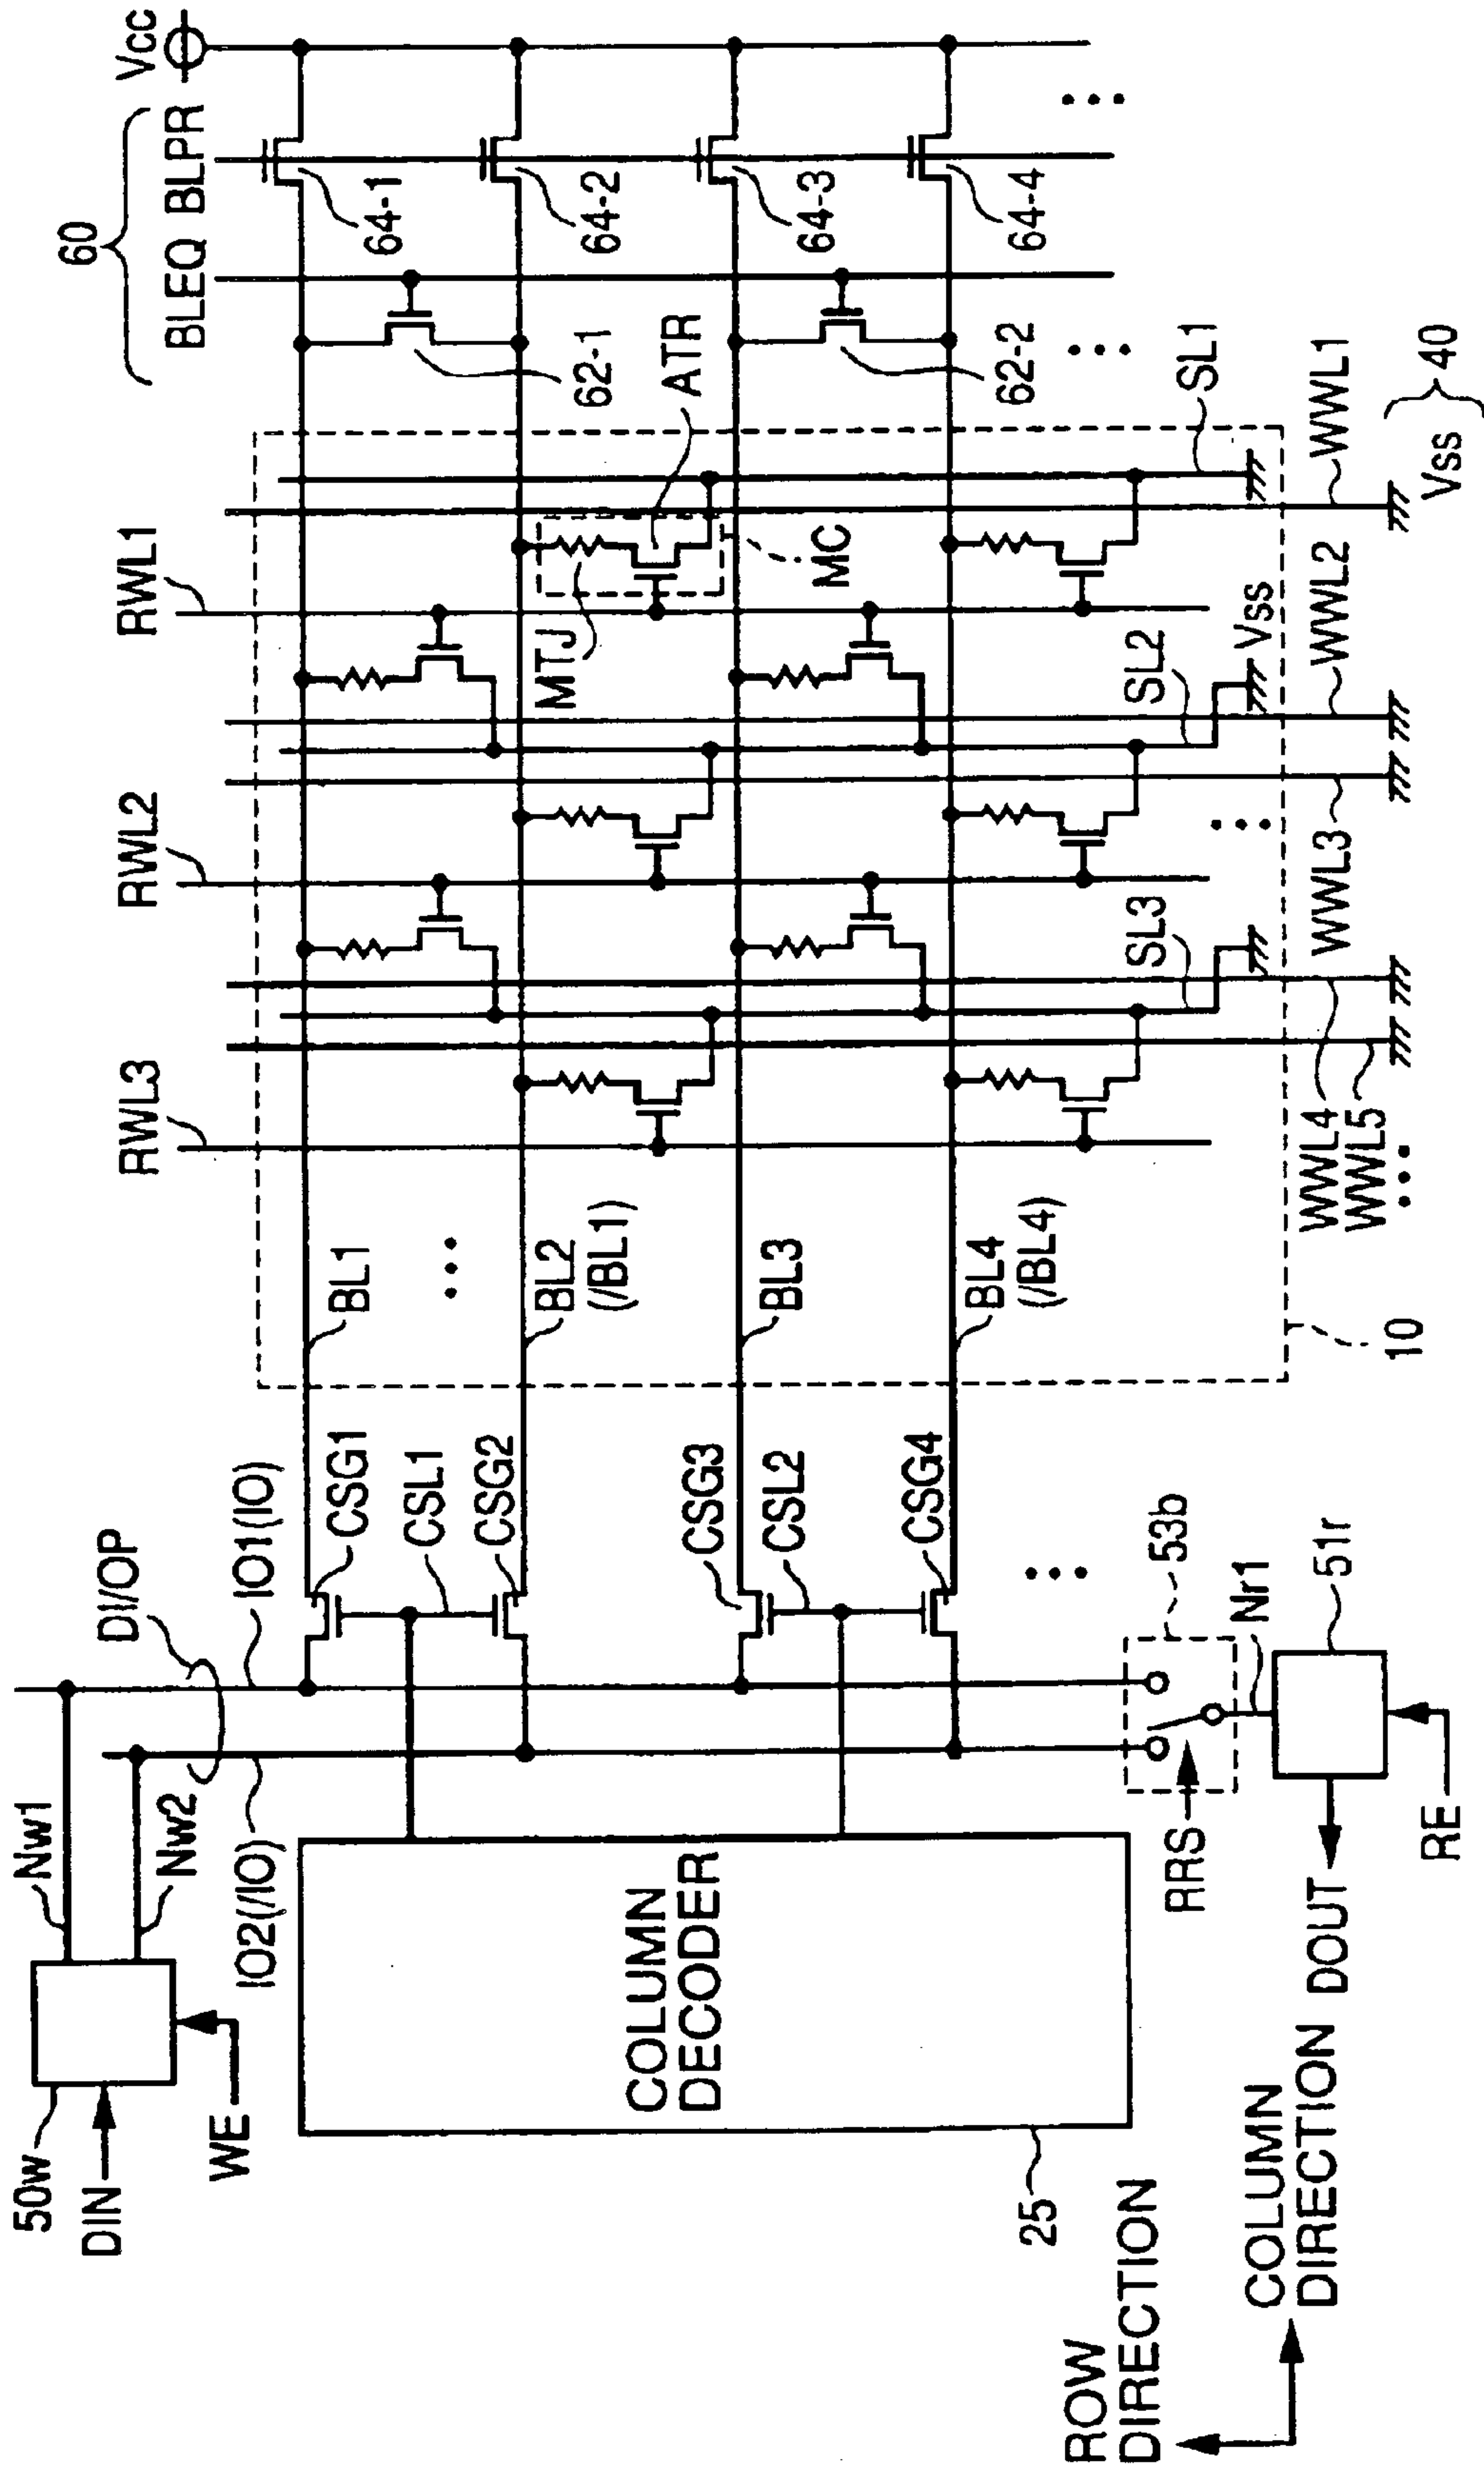 60
BLEQ BLPR Vcc
64-1
64-2
64-3
64-4
62-1
62-2
ATR
RWL1
MTJ
MC
SL1
WWL1
40
Vss
RWL2
SL2
Vss
WWL2
WWL3
RWL3
SL3
WWL4
WWL5
BL1
BL2
(/BL1)
BL3
BL4
(/BL4)
10
DI/OP
IO1(IO)
CSG1
CSL1
CSG2
CSG3
CSL2
CSG4
53b
Nr1
51r
Nw1
Nw2
IO2(/IO)
50w
DIN
WE
COLUMN
DECODER
25
RRS
DOUT
RE
ROW
DIRECTION
COLUMN
DIRECTION